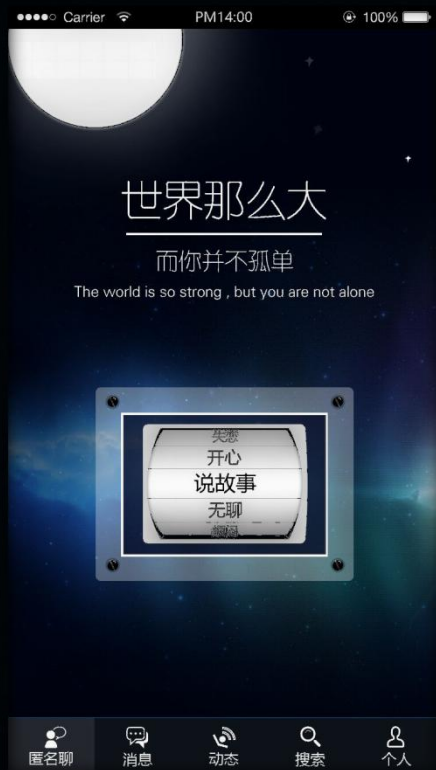 Carrier PM14:00 100%
世界那么大
而你并不孤单
The world is so strong , but you are not alone
失恋
开心
说故事
无聊
匿名聊 消息 动态 搜索 个人